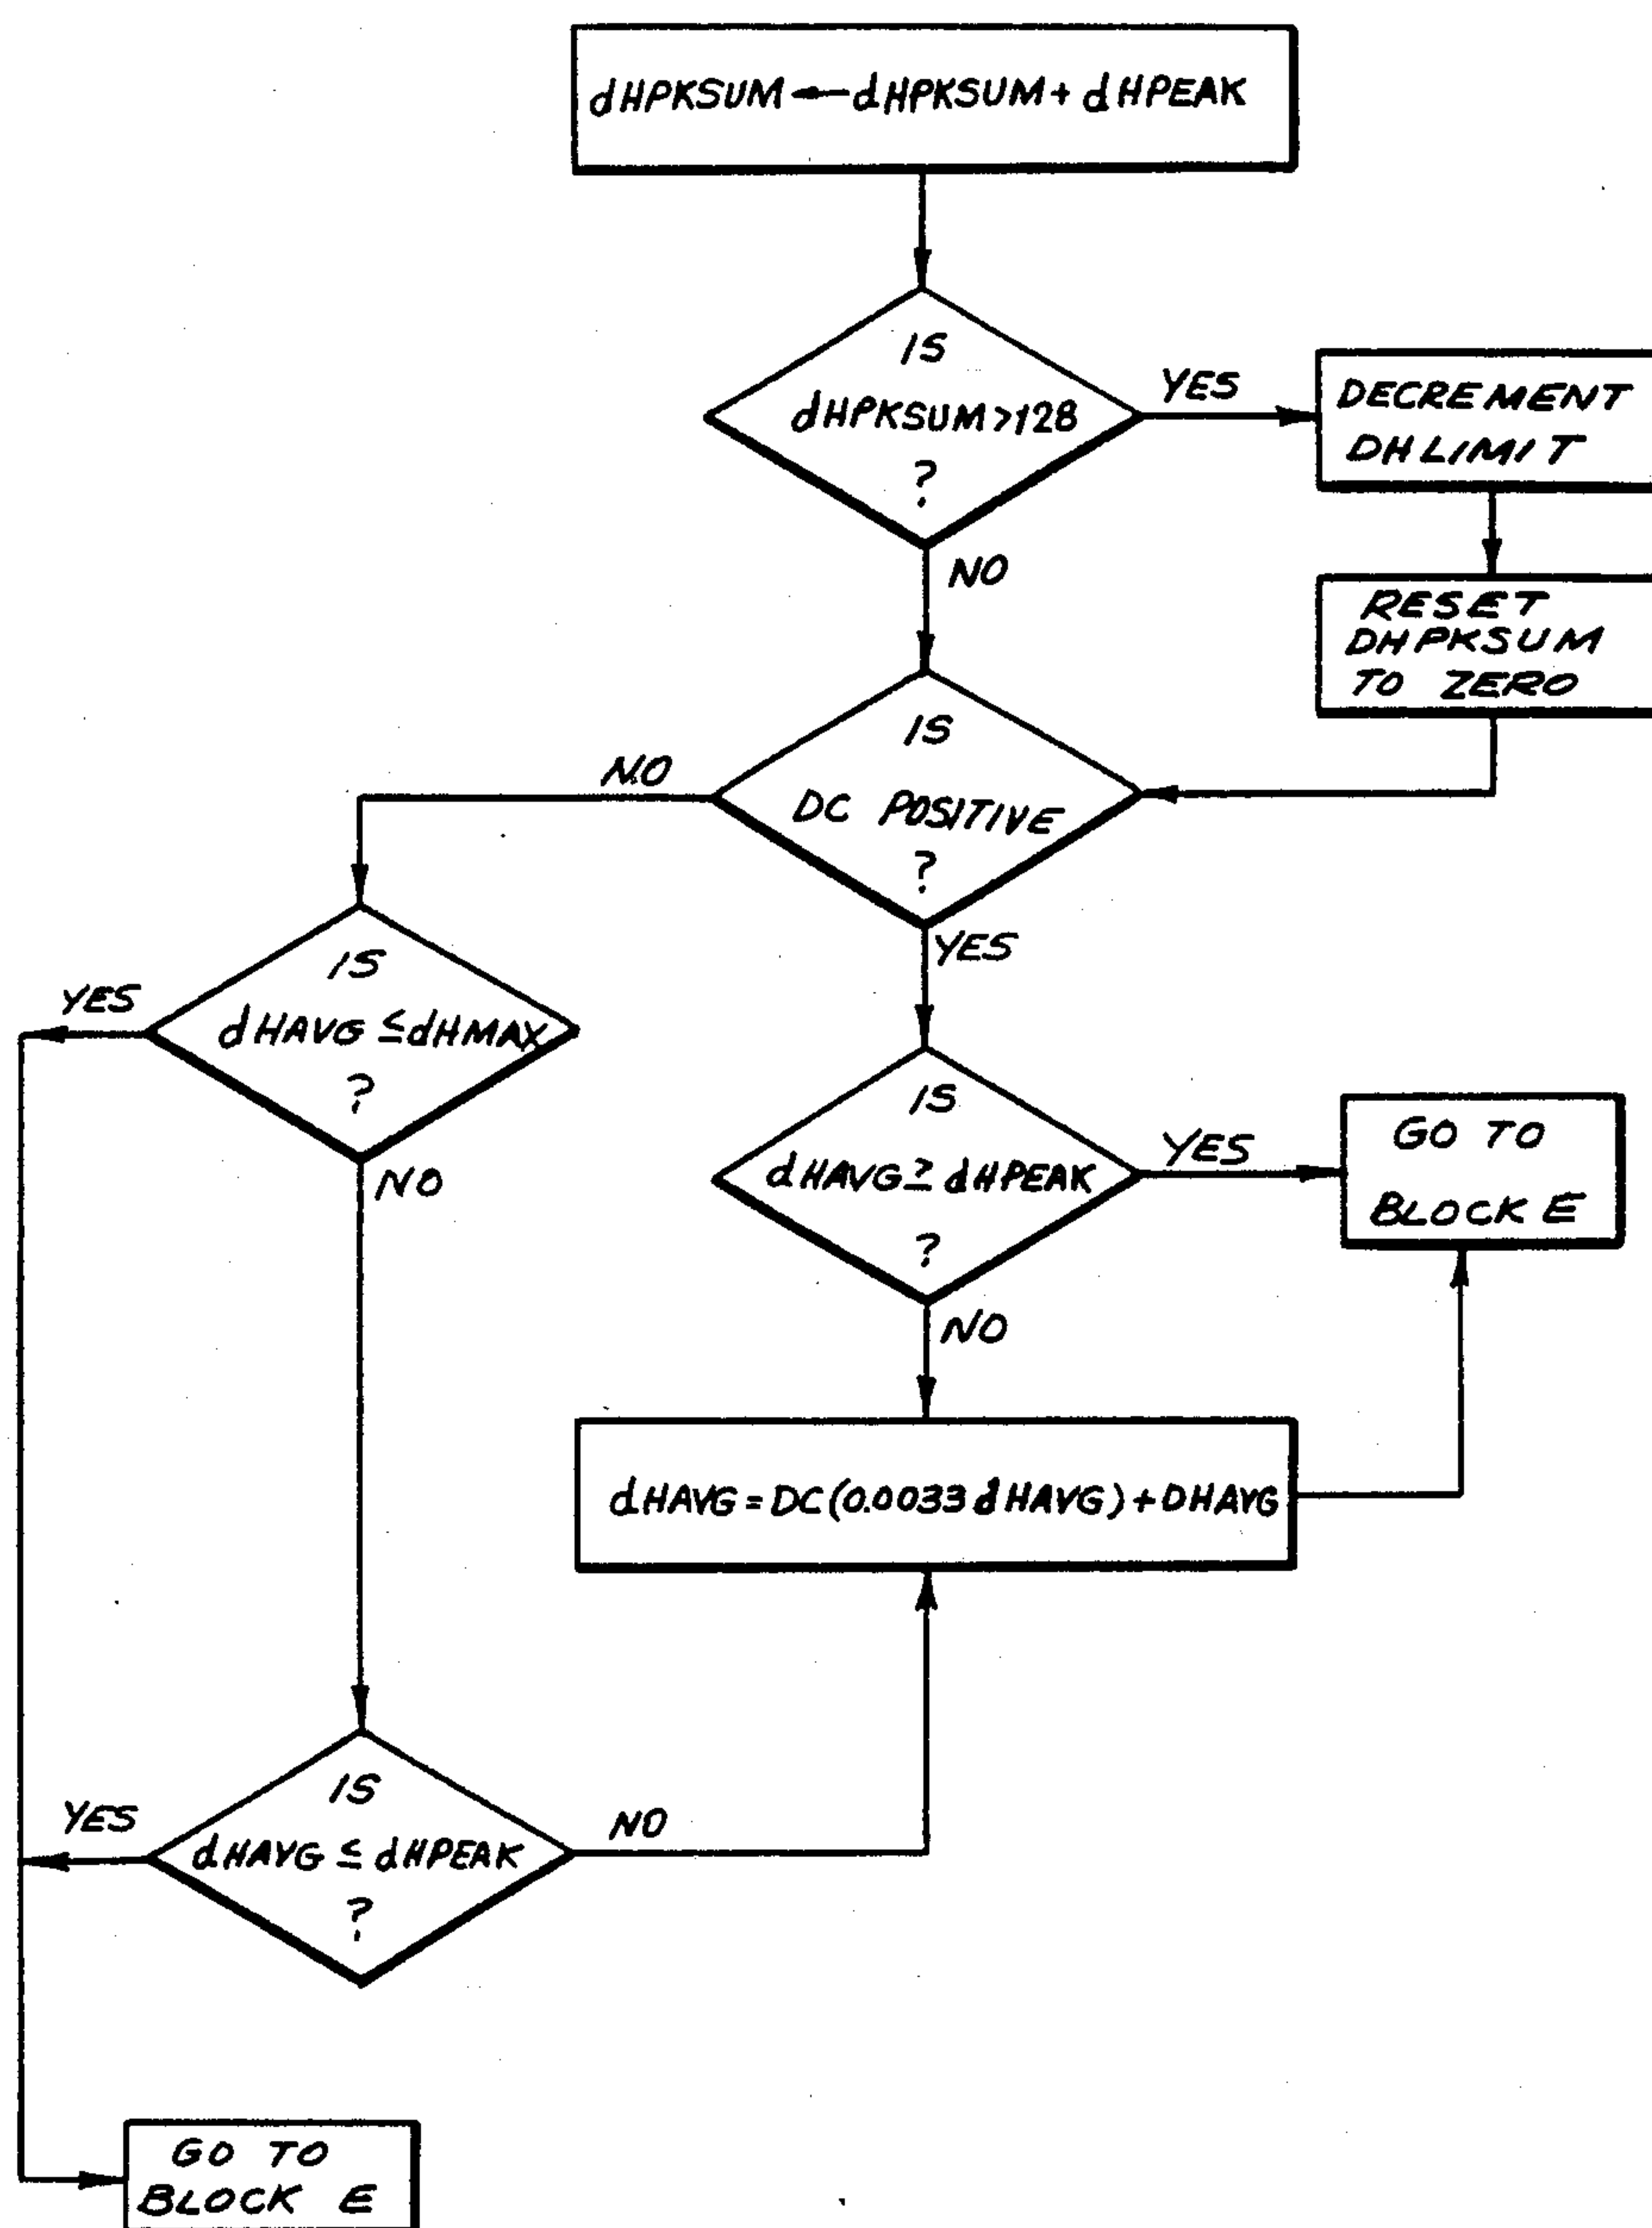 dHPKSUM ← dHPKSUM + dHPEAK
IS
dHPKSUM > 128
?
YES
DECREMENT
DHLIMIT
NO
RESET
DHPKSUM
TO ZERO
IS
DC POSITIVE
?
NO
YES
IS
dHAVG ≤ dHMAX
?
YES
NO
IS
dHAVG ≥ dHPEAK
?
YES
GO TO
BLOCK E
NO
dHAVG = DC(0.0033 dHAVG) + DHAVG
IS
dHAVG ≤ dHPEAK
?
YES
NO
GO TO
BLOCK E